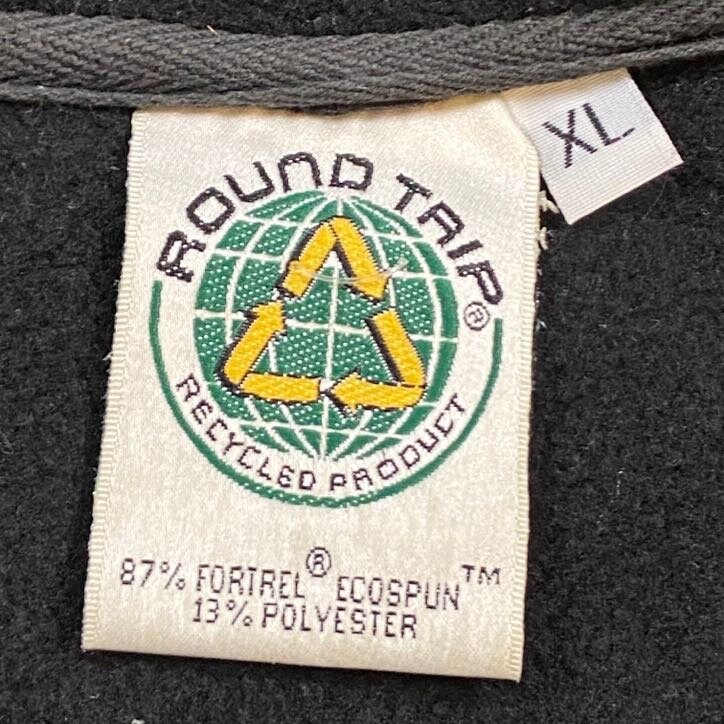 XL
ROUND TRIP®
RECYCLED PRODUCT
87% FORTREL® ECOSPUN™
13% POLYESTER